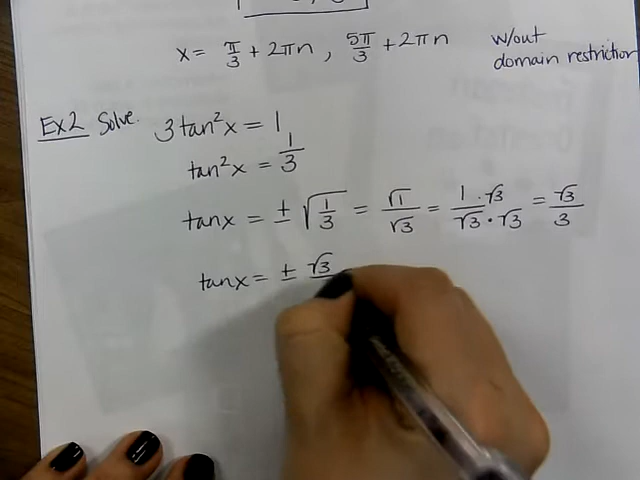 x = π/3 + 2πn , 5π/3 + 2πn w/out domain restriction
Ex2 Solve. 3tan²x = 1
tan²x = 1/3
tanx = ± √(1/3) = √1/√3 = 1·√3/√3·√3 = √3/3
tanx = ± √3